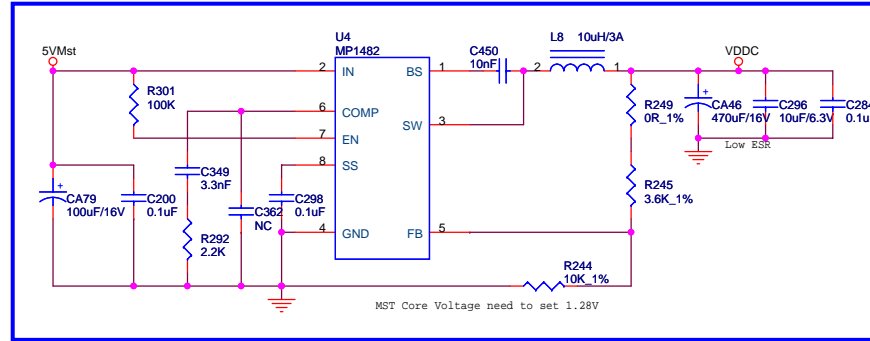 5VMst
U4
MP1482
L8 10uH/3A
VDDC
C450
10nF
2 IN
BS 1
2
1
R301
100K
6 COMP
7 EN
SW 3
8 SS
R249
0R_1%
CA46
470uF/16V
C296
10uF/6.3V
C284
0.1u
Low ESR
C349
3.3nF
R245
3.6K_1%
CA79
100uF/16V
C200
0.1uF
C362
NC
C298
0.1uF
R292
2.2K
4 GND
FB 5
R244
10K_1%
MST Core Voltage need to set 1.28V